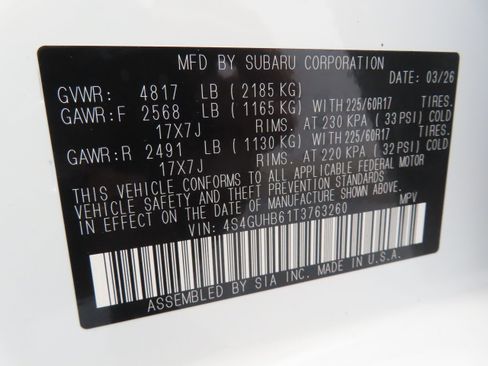 MFD BY SUBARU CORPORATION
DATE: 03/26
GVWR: 4817 LB (2185 KG)
GAWR:F 2568 LB (1165 KG) WITH 225/60R17 TIRES.
17X7J RIMS. AT 230 KPA (33 PSI) COLD
GAWR:R 2491 LB (1130 KG) WITH 225/60R17 TIRES.
17X7J RIMS. AT 220 KPA (32 PSI) COLD
THIS VEHICLE CONFORMS TO ALL APPLICABLE FEDERAL MOTOR
VEHICLE SAFETY AND THEFT PREVENTION STANDARDS
IN EFFECT ON THE DATE OF MANUFACTURE SHOWN ABOVE.
VIN: 4S4GUHB61T3763260 MPV
ASSEMBLED BY SIA INC. MADE IN U.S.A.